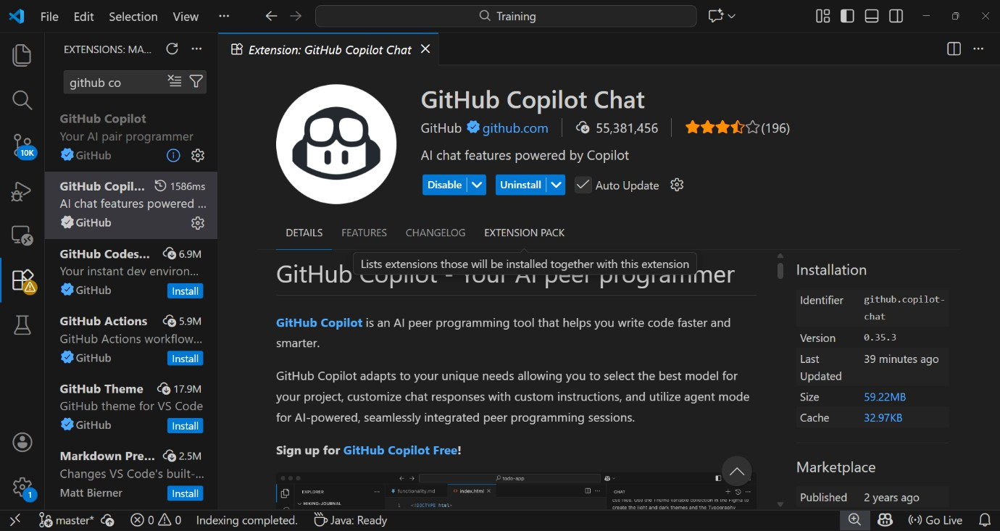 File Edit Selection View ··· Training
EXTENSIONS: MA...
github co
GitHub Copilot
Your AI pair programmer
GitHub
GitHub Copil... 1586ms
AI chat features powered ...
GitHub
GitHub Codes... 6.9M
Your instant dev environ...
GitHub Install
GitHub Actions 5.9M
GitHub Actions workflow...
GitHub Install
GitHub Theme 17.9M
GitHub theme for VS Code
GitHub Install
Markdown Pre... 2.5M
Changes VS Code's built-...
Matt Bierner Install
10K
1
Extension: GitHub Copilot Chat
GitHub Copilot Chat
GitHub github.com 55,381,456 (196)
AI chat features powered by Copilot
Disable Uninstall Auto Update
DETAILS FEATURES CHANGELOG EXTENSION PACK
Lists extensions those will be installed together with this extension
GitHub Copilot - Your AI peer programmer
GitHub Copilot is an AI peer programming tool that helps you write code faster and
smarter.
GitHub Copilot adapts to your unique needs allowing you to select the best model for
your project, customize chat responses with custom instructions, and utilize agent mode
for AI-powered, seamlessly integrated peer programming sessions.
Sign up for GitHub Copilot Free!
todo-app
EXPLORER functionality.md index.html CHAT
HIKING-JOURNAL 1 <!DOCTYPE html>
css files. Use the Theme variable collection in the Figma to
create the light and dark themes and the Typography
Installation
Identifier github.copilot-
chat
Version 0.35.3
Last 39 minutes ago
Updated
Size 59.22MB
Cache 32.97KB
Marketplace
Published 2 years ago
master* 0 0 Indexing completed. Java: Ready Go Live